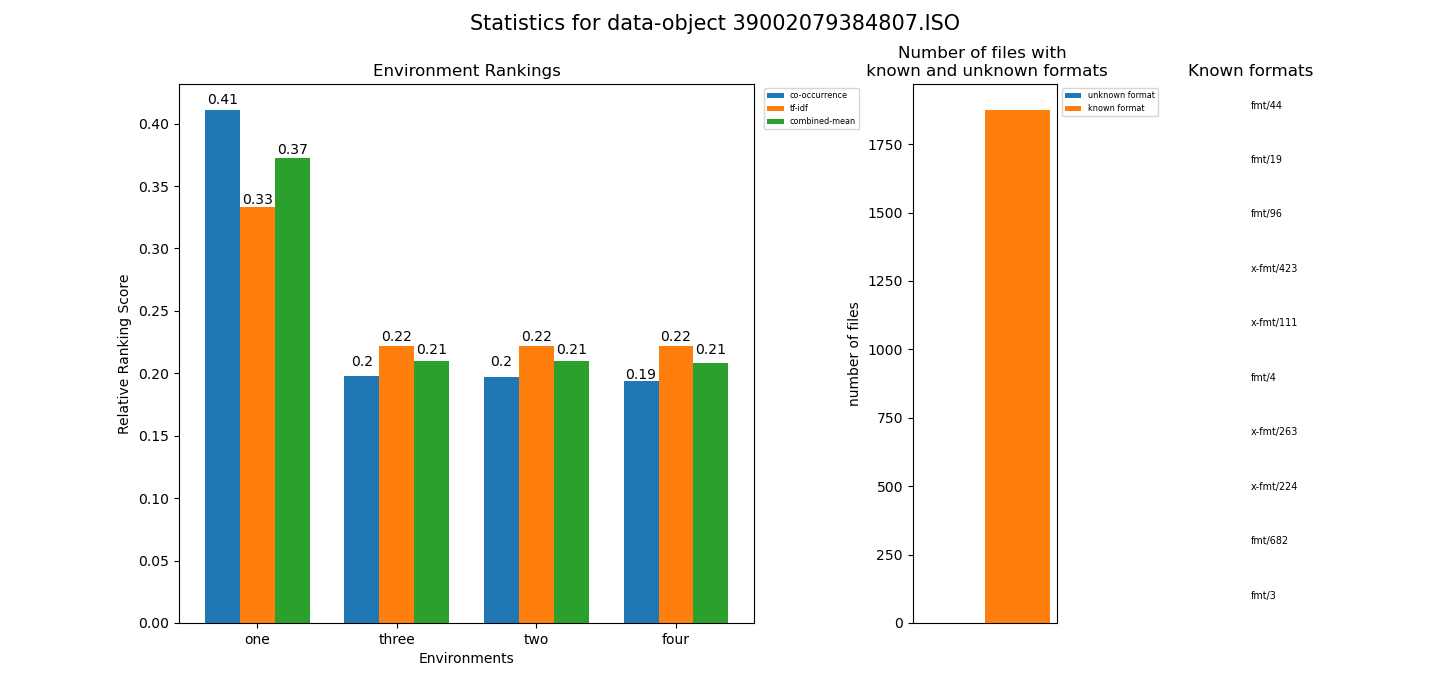 Statistics for data-object 39002079384807.ISO
Environment Rankings
0.40
0.35
0.30
0.25
0.20
0.15
0.10
0.05
0.00
Relative Ranking Score
0.41
0.33
0.37
0.2
0.22
0.21
0.2
0.22
0.21
0.19
0.22
0.21
one
three
two
four
Environments
co-occurrence
tf-idf
combined-mean
Number of files with
known and unknown formats
1750
1500
1250
1000
750
500
250
0
number of files
unknown format
known format
Known formats
fmt/44
fmt/19
fmt/96
x-fmt/423
x-fmt/111
fmt/4
x-fmt/263
x-fmt/224
fmt/682
fmt/3